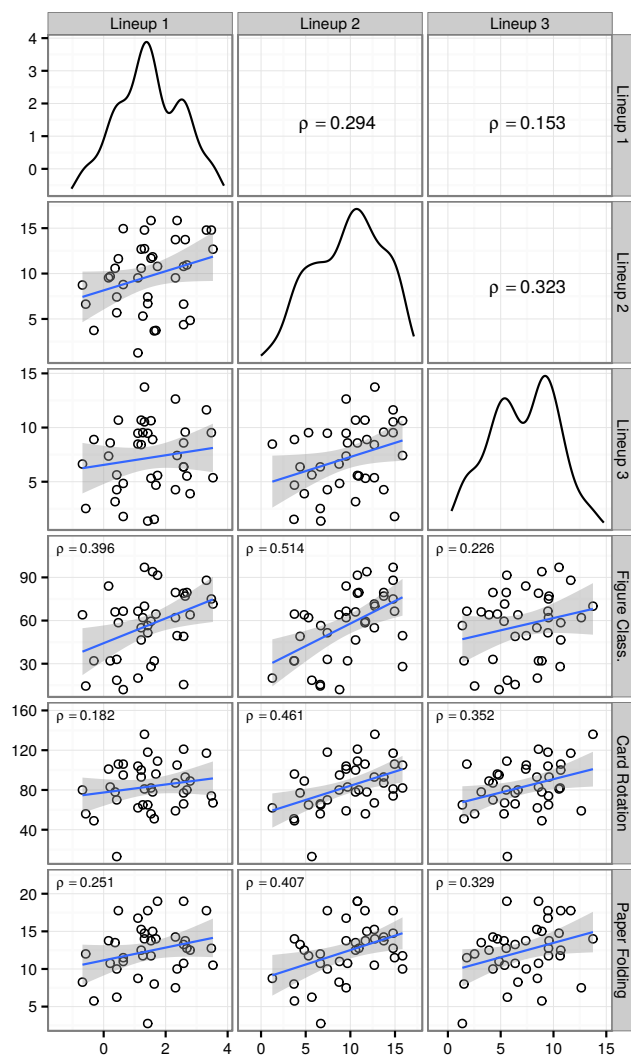 Lineup 1 Lineup 2 Lineup 3
4
3
2
1
0
ρ = 0.294
ρ = 0.153
Lineup 1
15
10
5
ρ = 0.323
Lineup 2
15
10
5
Lineup 3
90
60
30
ρ = 0.396
ρ = 0.514
ρ = 0.226
Figure Class.
160
120
80
40
ρ = 0.182
ρ = 0.461
ρ = 0.352
Card Rotation
20
15
10
5
ρ = 0.251
ρ = 0.407
ρ = 0.329
Paper Folding
0 2 4 0 5 10 15 0 5 10 15